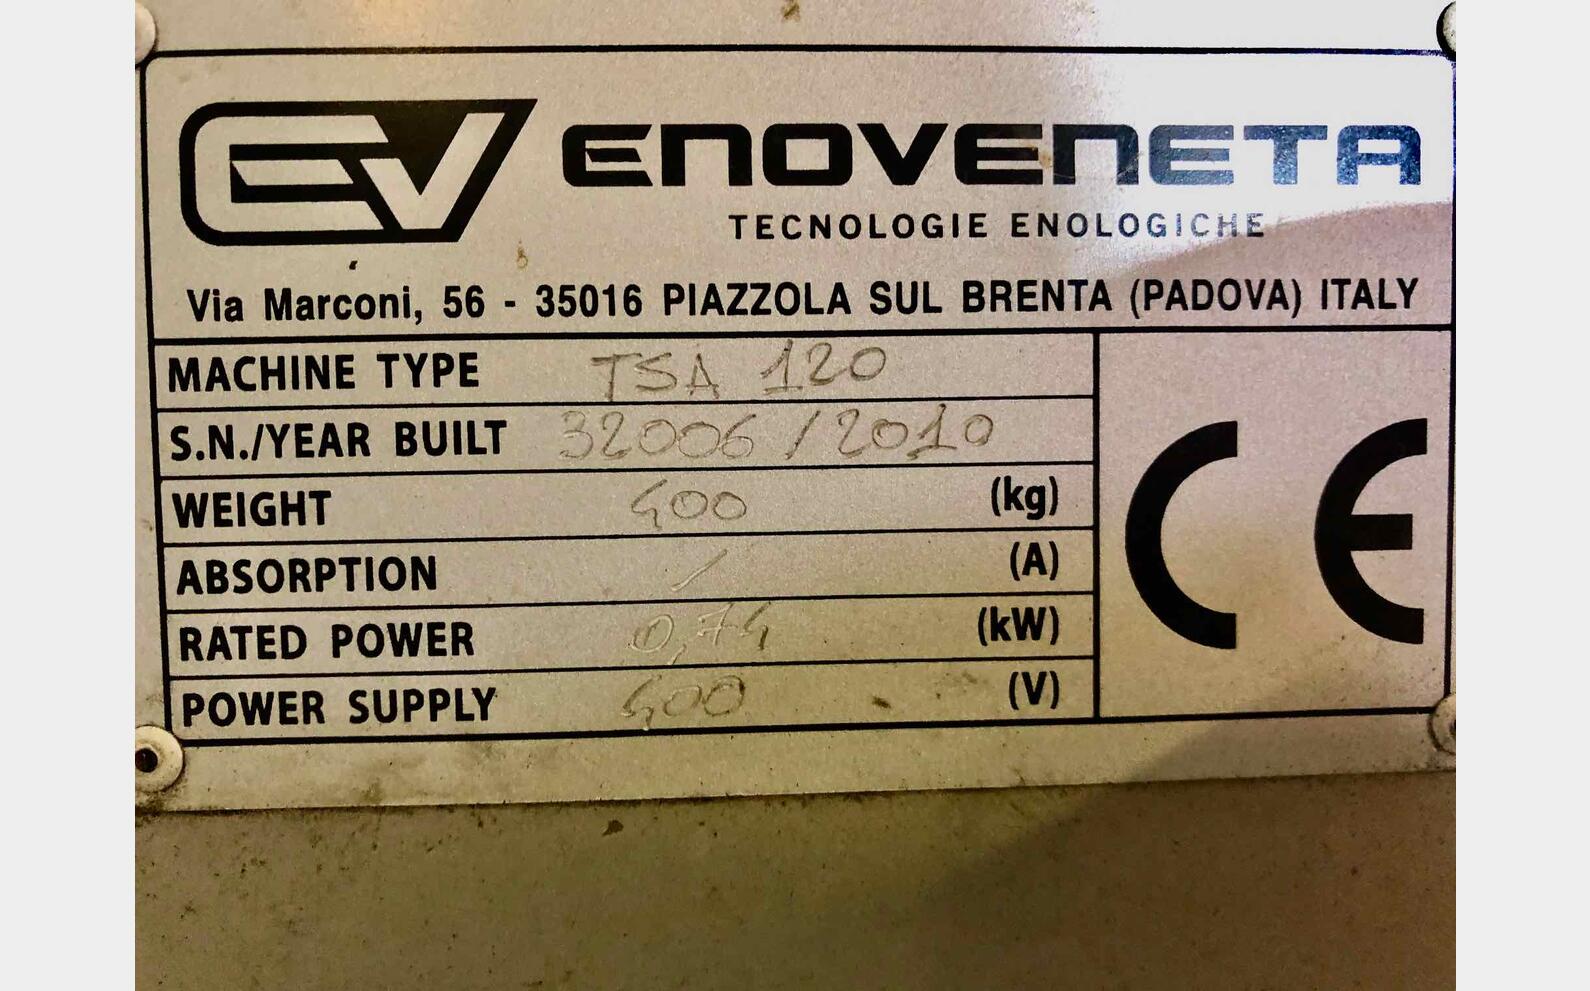 EV ENOVENETA
TECNOLOGIE ENOLOGICHE
Via Marconi, 56 - 35016 PIAZZOLA SUL BRENTA (PADOVA) ITALY
MACHINE TYPE TSA 120
S.N./YEAR BUILT 32006 / 2010
WEIGHT 400 (kg)
ABSORPTION / (A)
RATED POWER 0,74 (kW)
POWER SUPPLY 400 (V)
CE